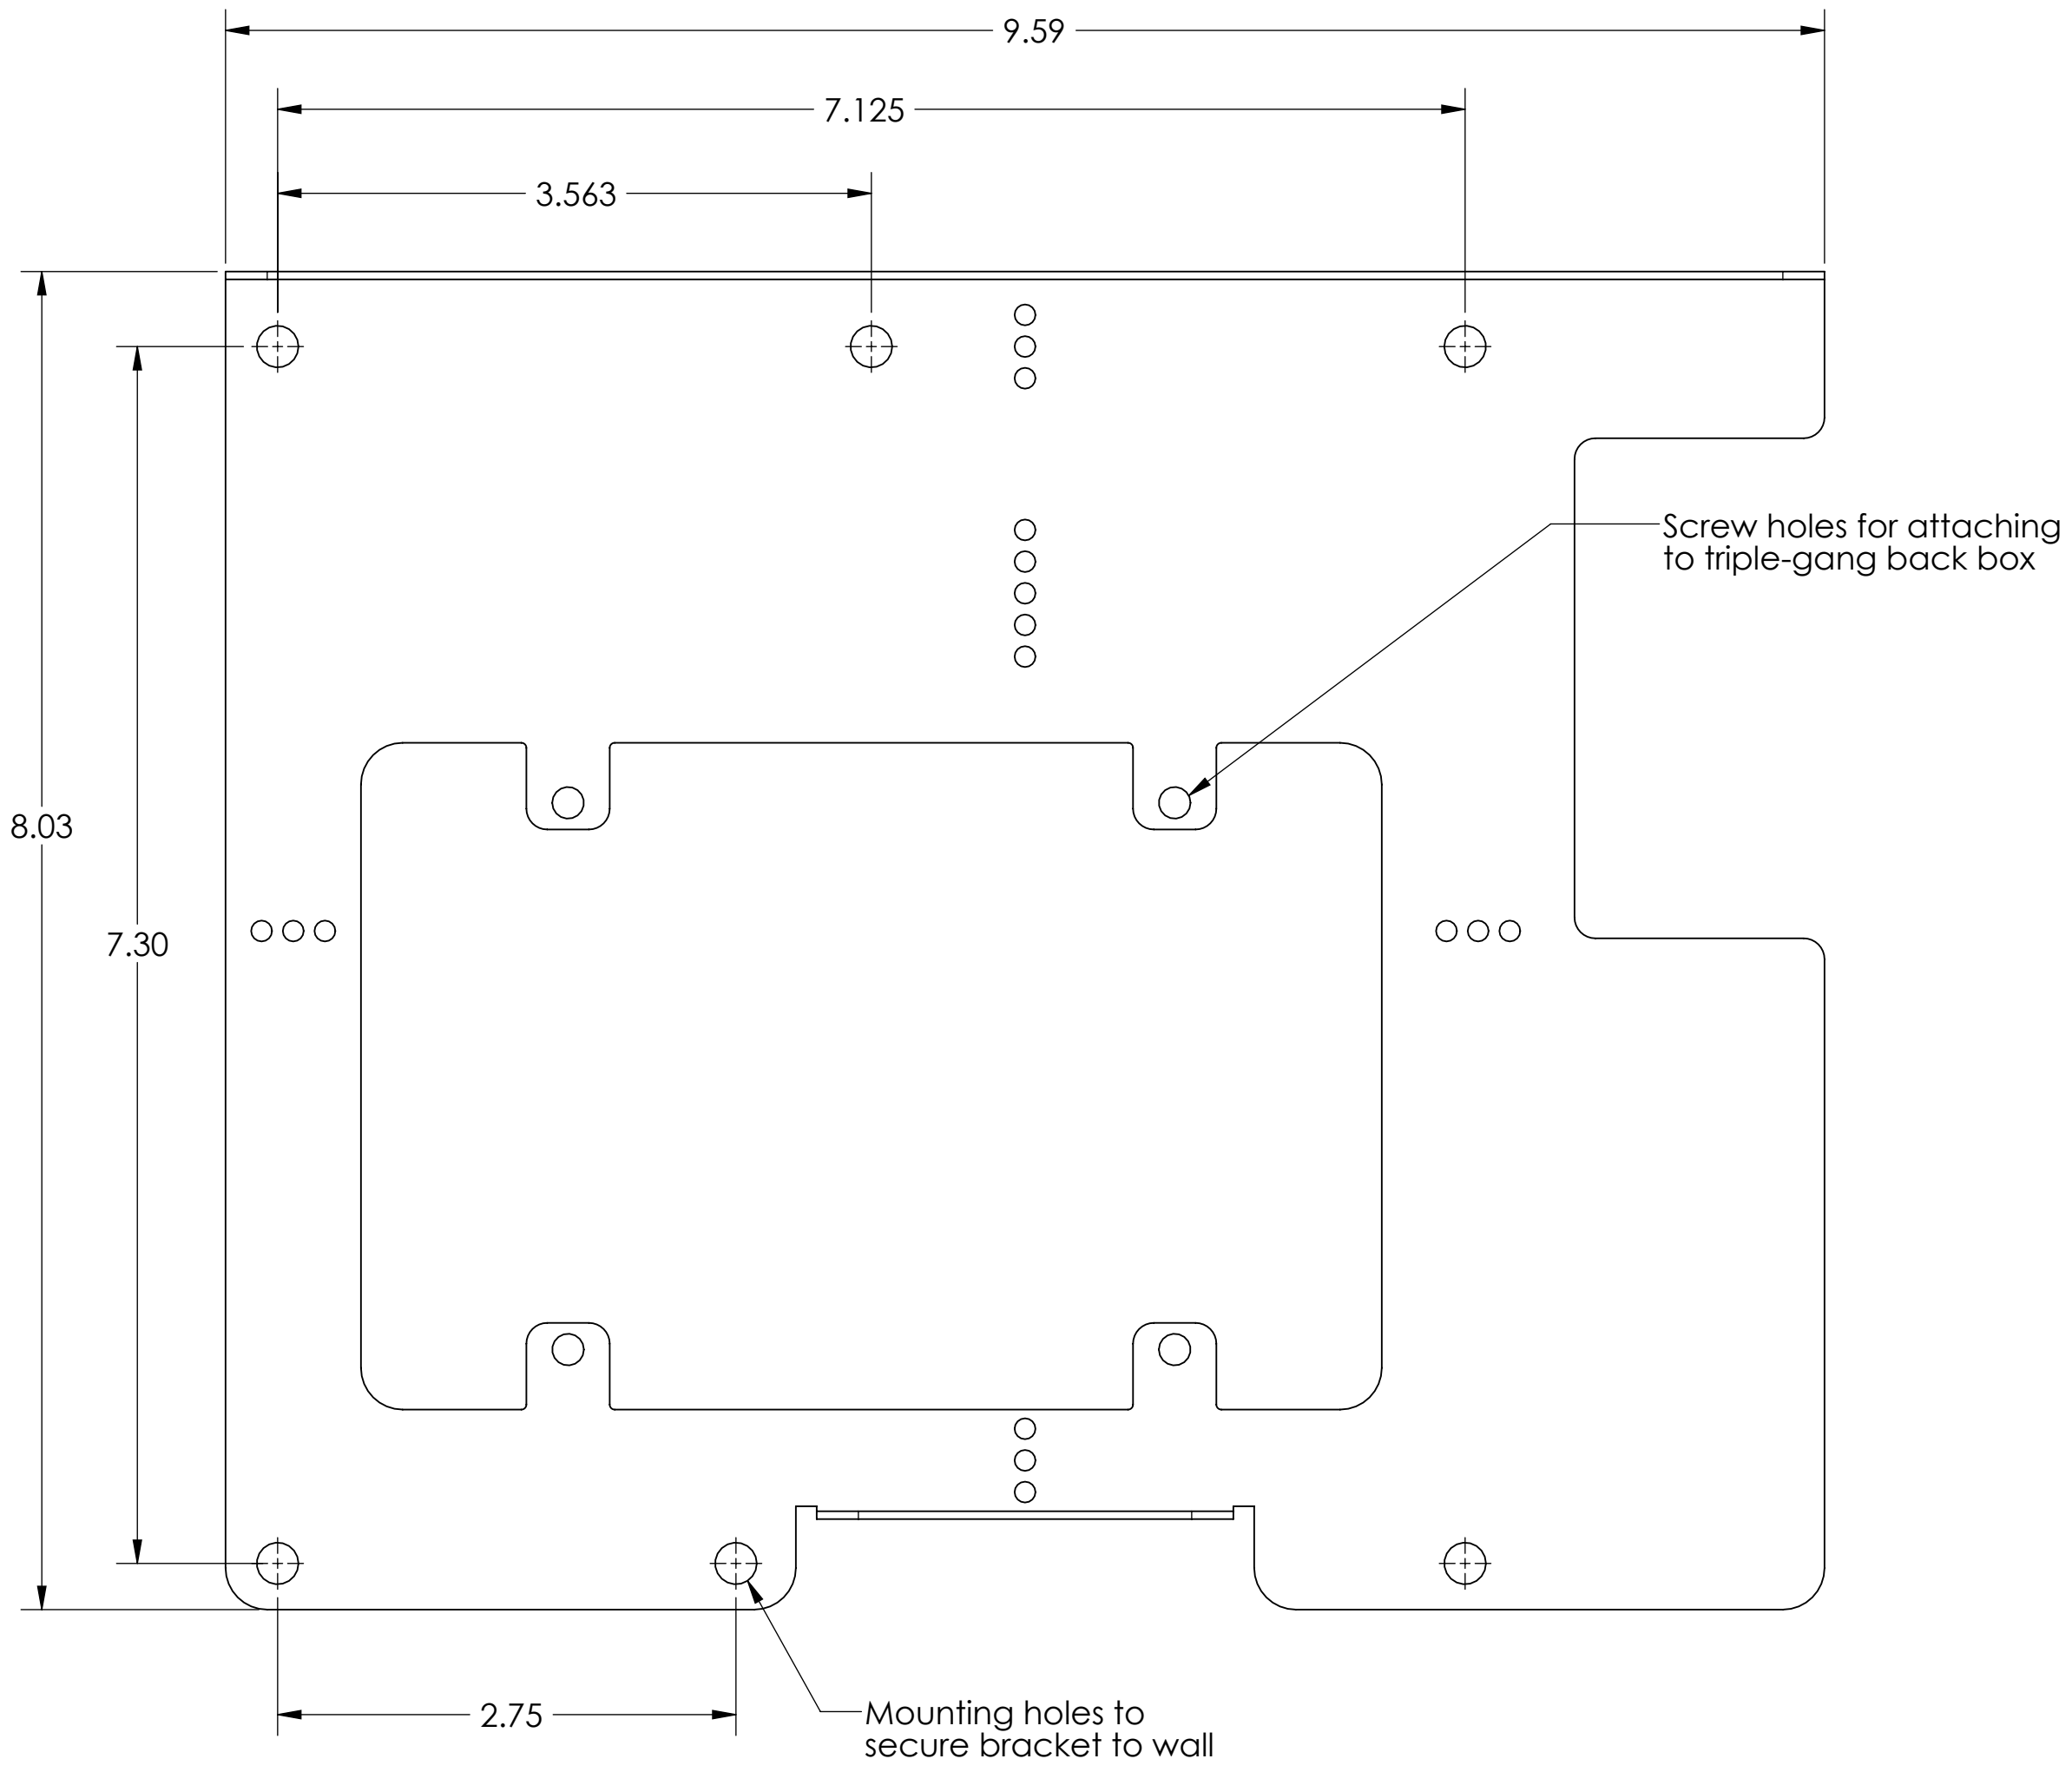 9.59
7.125
3.563
Screw holes for attaching
to triple-gang back box
8.03
7.30
2.75
Mounting holes to
secure bracket to wall